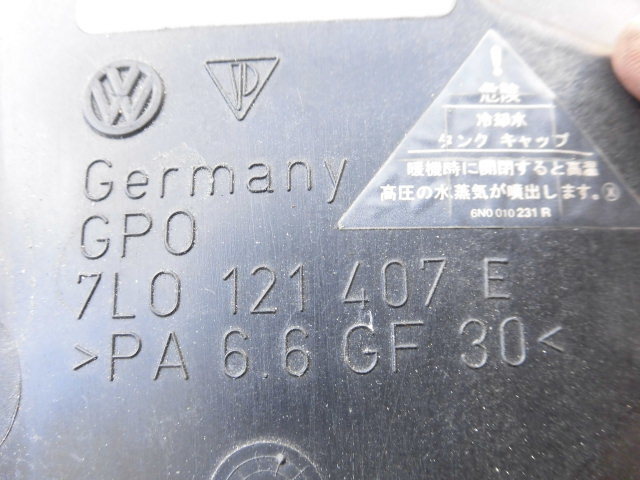 VW
JP
Germany
GPO
7L0 121 407 E
>PA 6.6 GF 30<
!
危険
冷却水
タンク キャップ
暖機時に開閉すると高温
高圧の水蒸気が噴出します。
6N0 010 231 R